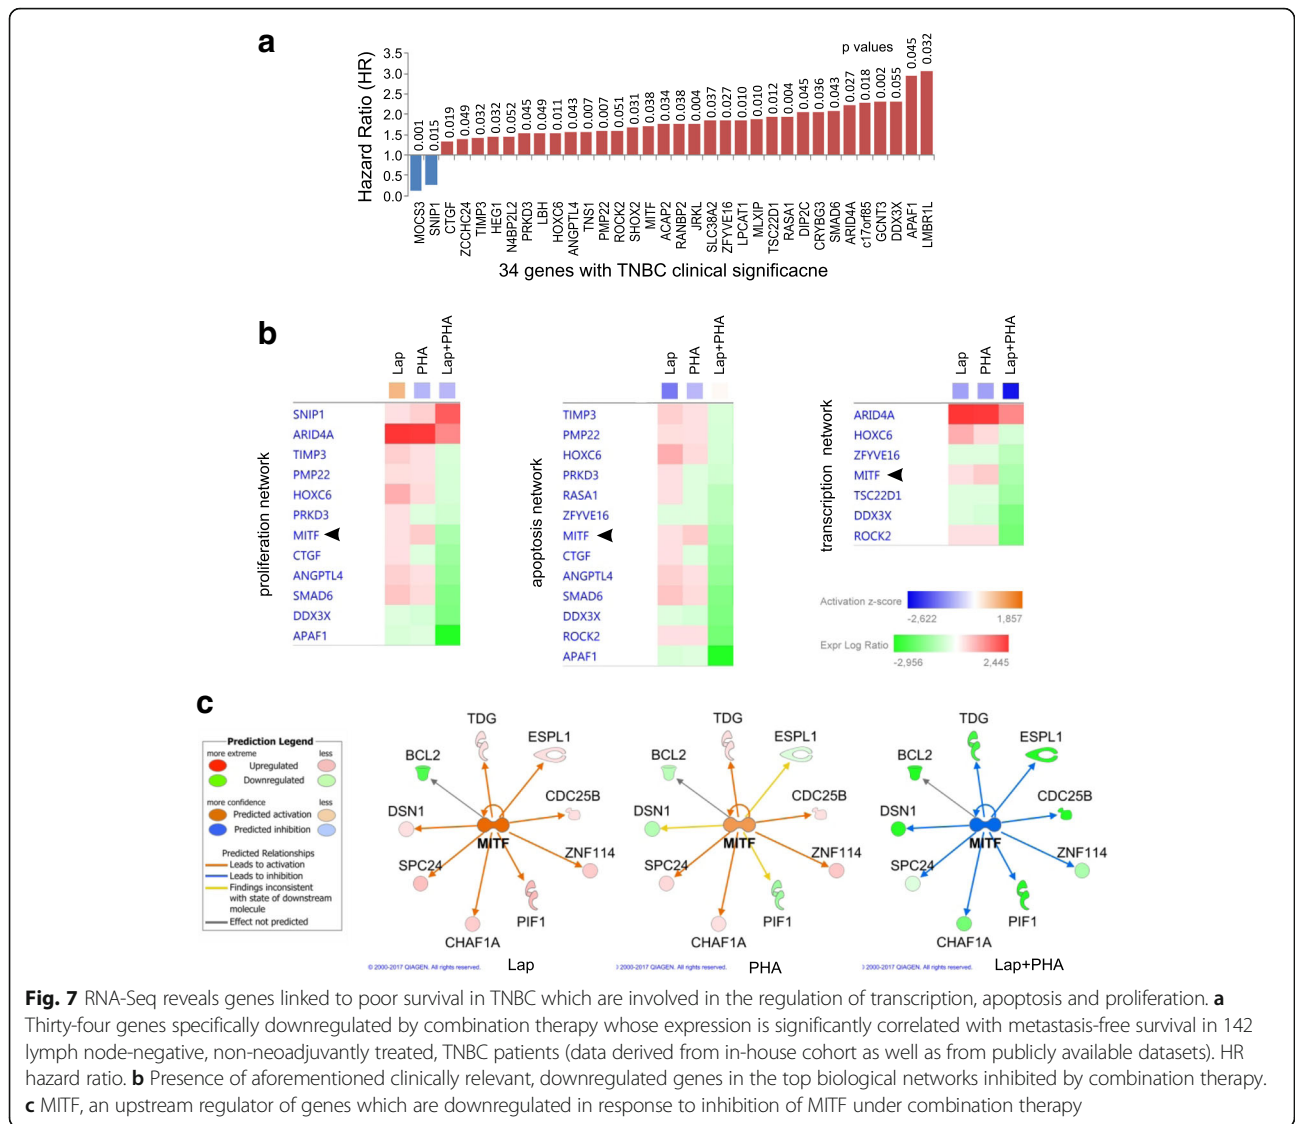 a
p values
Hazard Ratio (HR)
3.5
3.0
2.5
2.0
1.5
1.0
0.5
0.0
0.001
0.015
0.019
0.049
0.032
0.032
0.052
0.045
0.049
0.011
0.043
0.007
0.007
0.051
0.031
0.038
0.034
0.038
0.004
0.037
0.027
0.010
0.010
0.012
0.004
0.045
0.036
0.043
0.027
0.018
0.002
0.055
0.045
0.032
MOCS3
SNIP1
CTGF
ZCCHC24
TIMP3
HEG1
N4BP2L2
PRKD3
LBH
HOXC6
ANGPTL4
TNS1
PMP22
ROCK2
SHOX2
MITF
ACAP2
RANBP2
JRKL
SLC38A2
ZFYVE16
LPCAT1
MLXIP
TSC22D1
RASA1
DIP2C
CRYBG3
SMAD6
ARID4A
c17orf85
GCNT3
DDX3X
APAF1
LMBR1L
34 genes with TNBC clinical significacne
b
proliferation network
Lap
PHA
Lap+PHA
SNIP1
ARID4A
TIMP3
PMP22
HOXC6
PRKD3
MITF
CTGF
ANGPTL4
SMAD6
DDX3X
APAF1
apoptosis network
Lap
PHA
Lap+PHA
TIMP3
PMP22
HOXC6
PRKD3
RASA1
ZFYVE16
MITF
CTGF
ANGPTL4
SMAD6
DDX3X
ROCK2
APAF1
transcription network
Lap
PHA
Lap+PHA
ARID4A
HOXC6
ZFYVE16
MITF
TSC22D1
DDX3X
ROCK2
Activation z-score
-2,622 1,857
Expr Log Ratio
-2,956 2,445
c
Prediction Legend
more extreme less
Upregulated
Downregulated
more confidence less
Predicted activation
Predicted inhibition
Predicted Relationships
Leads to activation
Leads to inhibition
Findings inconsistent
with state of downstream
molecule
Effect not predicted
TDG
ESPL1
BCL2
CDC25B
DSN1
MITF
ZNF114
SPC24
PIF1
CHAF1A
© 2000-2017 QIAGEN. All rights reserved.
Lap
TDG
ESPL1
BCL2
CDC25B
DSN1
MITF
ZNF114
SPC24
PIF1
CHAF1A
) 2000-2017 QIAGEN. All rights reserved.
PHA
TDG
ESPL1
BCL2
CDC25B
DSN1
MITF
ZNF114
SPC24
PIF1
CHAF1A
) 2000-2017 QIAGEN. All rights reserved.
Lap+PHA
Fig. 7 RNA-Seq reveals genes linked to poor survival in TNBC which are involved in the regulation of transcription, apoptosis and proliferation. a
Thirty-four genes specifically downregulated by combination therapy whose expression is significantly correlated with metastasis-free survival in 142
lymph node-negative, non-neoadjuvantly treated, TNBC patients (data derived from in-house cohort as well as from publicly available datasets). HR
hazard ratio. b Presence of aforementioned clinically relevant, downregulated genes in the top biological networks inhibited by combination therapy.
c MITF, an upstream regulator of genes which are downregulated in response to inhibition of MITF under combination therapy